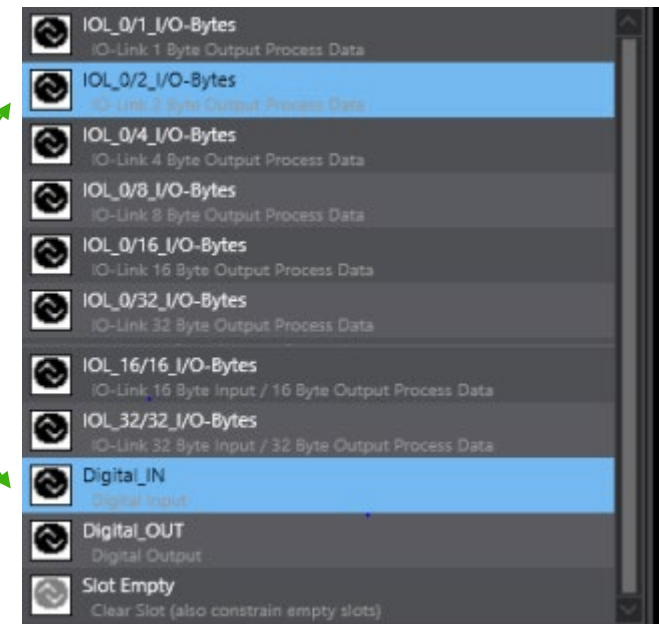 IOL_0/1_I/O-Bytes
IO-Link 1 Byte Output Process Data
IOL_0/2_I/O-Bytes
IO-Link 2 Byte Output Process Data
IOL_0/4_I/O-Bytes
IO-Link 4 Byte Output Process Data
IOL_0/8_I/O-Bytes
IO-Link 8 Byte Output Process Data
IOL_0/16_I/O-Bytes
IO-Link 16 Byte Output Process Data
IOL_0/32_I/O-Bytes
IO-Link 32 Byte Output Process Data
IOL_16/16_I/O-Bytes
IO-Link 16 Byte Input / 16 Byte Output Process Data
IOL_32/32_I/O-Bytes
IO-Link 32 Byte Input / 32 Byte Output Process Data
Digital_IN
Digital Input
Digital_OUT
Digital Output
Slot Empty
Clear Slot (also constrain empty slots)